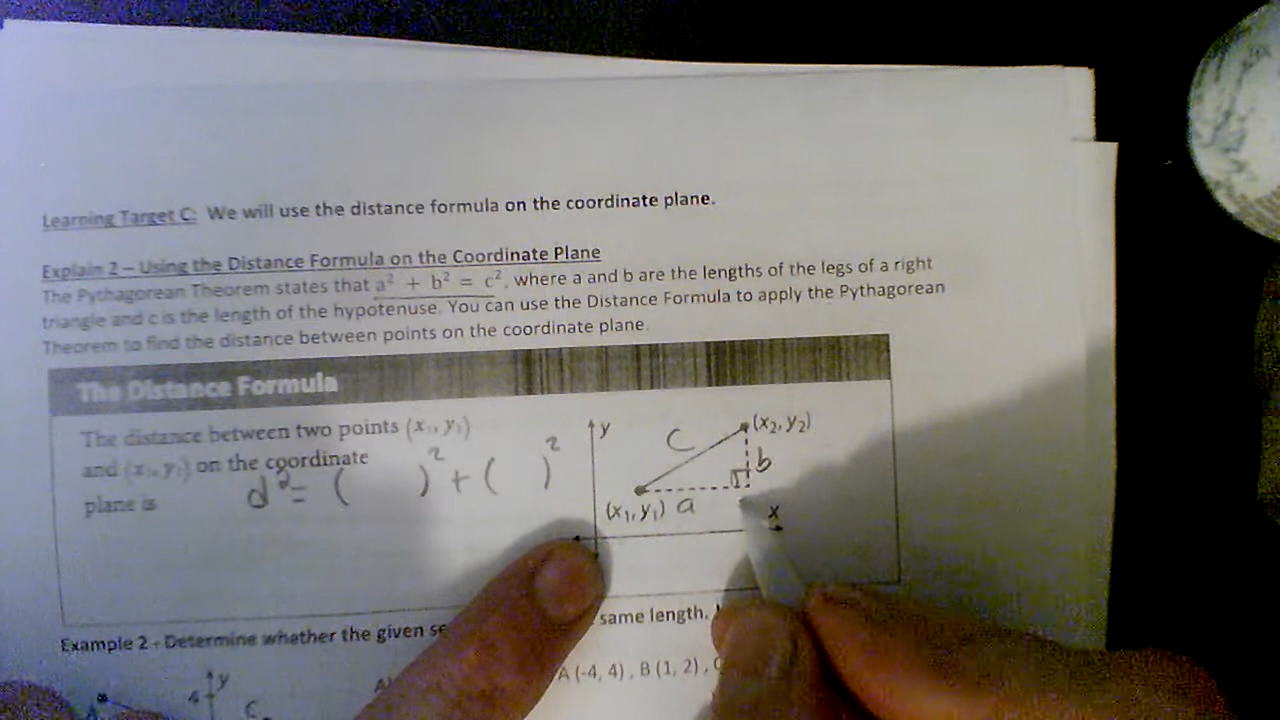 Learning Target C: We will use the distance formula on the coordinate plane.
Explain 2 – Using the Distance Formula on the Coordinate Plane
The Pythagorean Theorem states that a² + b² = c², where a and b are the lengths of the legs of a right
triangle and c is the length of the hypotenuse. You can use the Distance Formula to apply the Pythagorean
Theorem to find the distance between points on the coordinate plane.
The Distance Formula
The distance between two points (x₁, y₁)
and (x₂, y₂) on the coordinate
plane is
d² = ( )² + ( )²
y
C
(x₂, y₂)
b
(x₁, y₁) a
x
Example 2 - Determine whether the given
same length.
A (-4, 4) , B (1, 2) ,
y
4